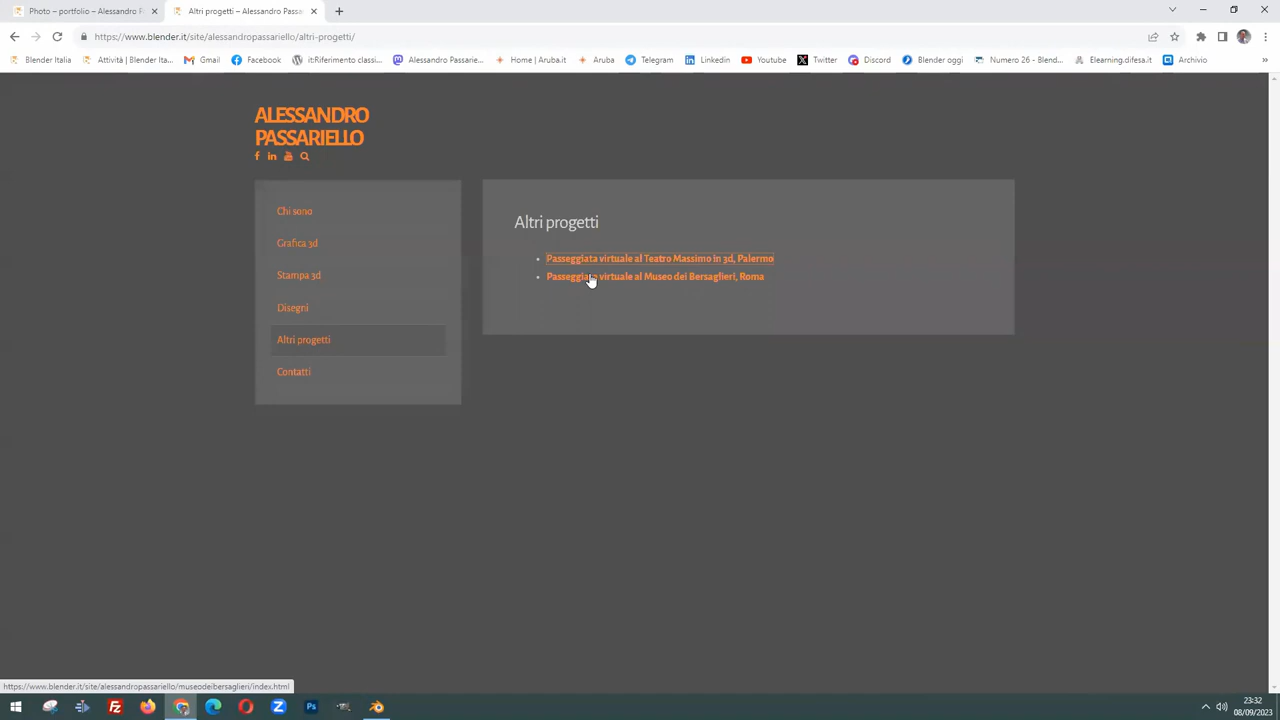 Photo – portfolio – Alessandro P
Altri progetti – Alessandro Passa
https://www.blender.it/site/alessandropassariello/altri-progetti/
Blender Italia
Attività | Blender Ita...
Gmail
Facebook
it:Riferimento classi...
Alessandro Passarie...
Home | Aruba.it
Aruba
Telegram
Linkedin
Youtube
Twitter
Discord
Blender oggi
Numero 26 - Blend...
Elearning.difesa.it
Archivio
»
ALESSANDRO
PASSARIELLO
Chi sono
Grafica 3d
Stampa 3d
Disegni
Altri progetti
Contatti
Altri progetti
• Passeggiata virtuale al Teatro Massimo in 3d, Palermo
• Passeggiata virtuale al Museo dei Bersaglieri, Roma
https://www.blender.it/site/alessandropassariello/museodeibersaglieri/index.html
Ps
23:32
08/09/2023